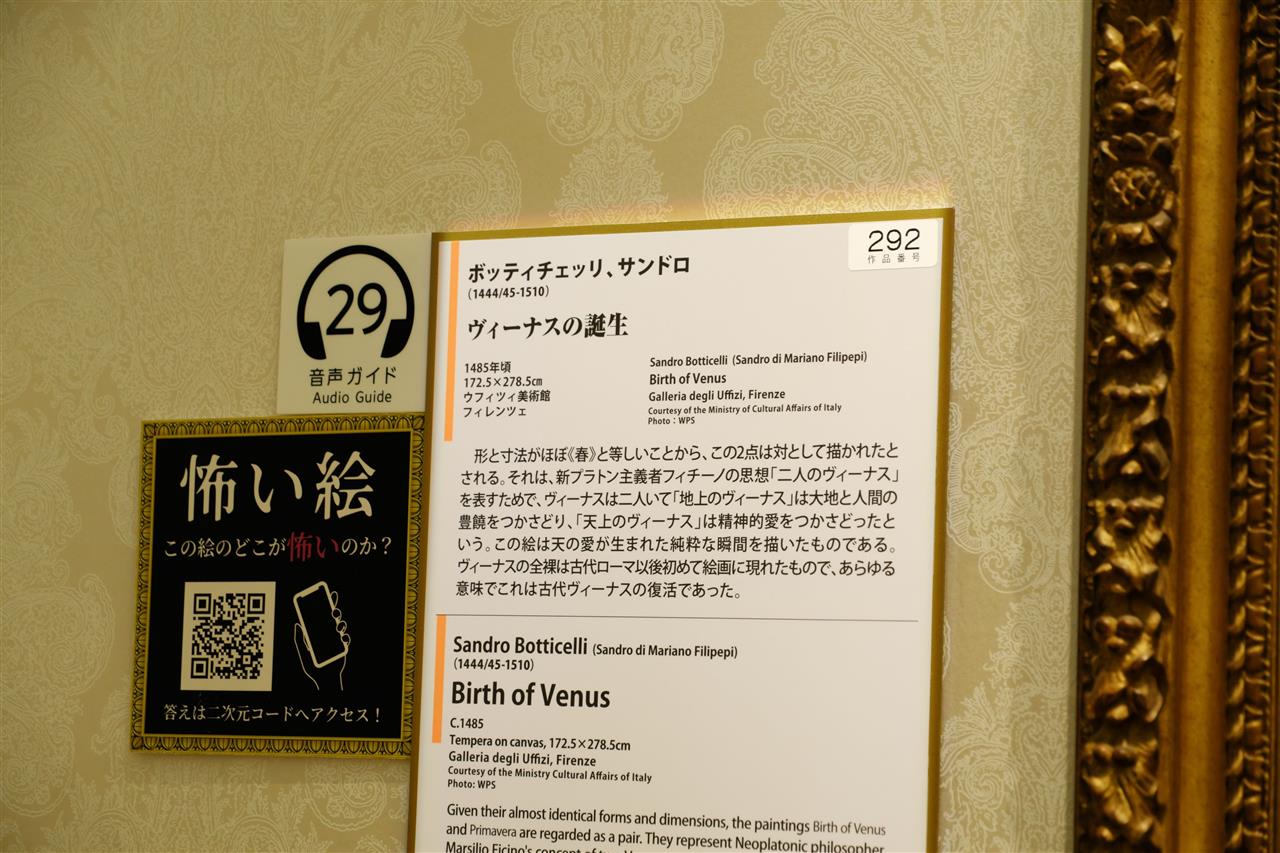 29
音声ガイド
Audio Guide
怖い絵
この絵のどこが怖いのか？
答えは二次元コードへアクセス！
292
作品番号
ボッティチェッリ、サンドロ
（1444/45-1510）
ヴィーナスの誕生
1485年頃
172.5×278.5㎝
ウフィツィ美術館
フィレンツェ
Sandro Botticelli (Sandro di Mariano Filipepi)
Birth of Venus
Galleria degli Uffizi, Firenze
Courtesy of the Ministry of Cultural Affairs of Italy
Photo：WPS
形と寸法がほぼ《春》と等しいことから、この2点は対として描かれたと
される。それは、新プラトン主義者フィチーノの思想「二人のヴィーナス」
を表すためで、ヴィーナスは二人いて「地上のヴィーナス」は大地と人間の
豊饒をつかさどり、「天上のヴィーナス」は精神的愛をつかさどったと
いう。この絵は天の愛が生まれた純粋な瞬間を描いたものである。
ヴィーナスの全裸は古代ローマ以後初めて絵画に現れたもので、あらゆる
意味でこれは古代ヴィーナスの復活であった。
Sandro Botticelli (Sandro di Mariano Filipepi)
(1444/45-1510)
Birth of Venus
C.1485
Tempera on canvas, 172.5×278.5cm
Galleria degli Uffizi, Firenze
Courtesy of the Ministry Cultural Affairs of Italy
Photo: WPS
Given their almost identical forms and dimensions, the paintings Birth of Venus
and Primavera are regarded as a pair. They represent Neoplatonic philosopher
Marsilio Ficino's concept of